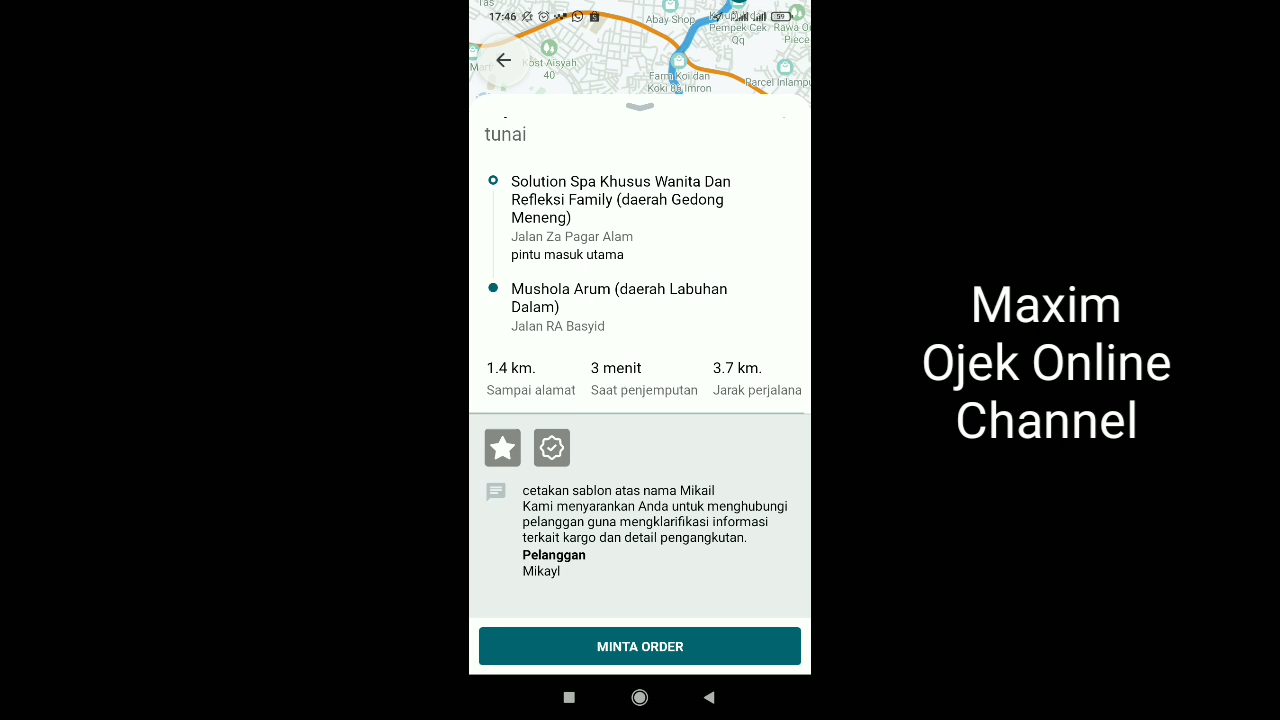 17:46
59
Abay Shop
Pempek Cek
Qq
Rawa
Piece
Mart
Kost Aisyah
40
Farm Koi dan
Koki
Imron
Parcel Inlampu
tunai
Solution Spa Khusus Wanita Dan
Refleksi Family (daerah Gedong
Meneng)
Jalan Za Pagar Alam
pintu masuk utama
Mushola Arum (daerah Labuhan
Dalam)
Jalan RA Basyid
1.4 km. 3 menit 3.7 km.
Sampai alamat Saat penjemputan Jarak perjalana
cetakan sablon atas nama Mikail
Kami menyarankan Anda untuk menghubungi
pelanggan guna mengklarifikasi informasi
terkait kargo dan detail pengangkutan.
Pelanggan
Mikayl
MINTA ORDER
Maxim
Ojek Online
Channel